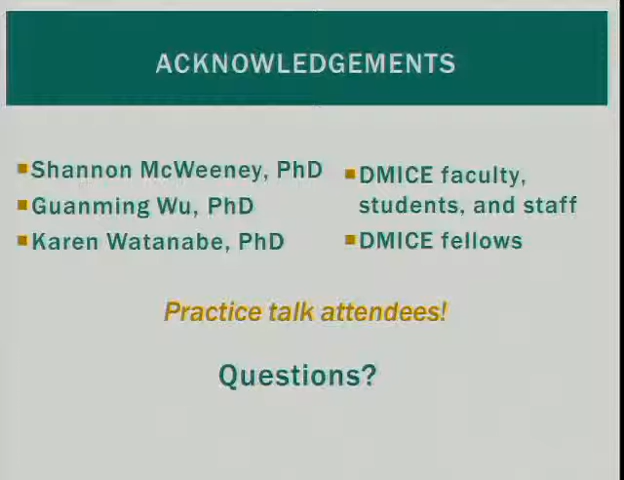 ACKNOWLEDGEMENTS
Shannon McWeeney, PhD
Guanming Wu, PhD
Karen Watanabe, PhD
DMICE faculty,
students, and staff
DMICE fellows
Practice talk attendees!
Questions?